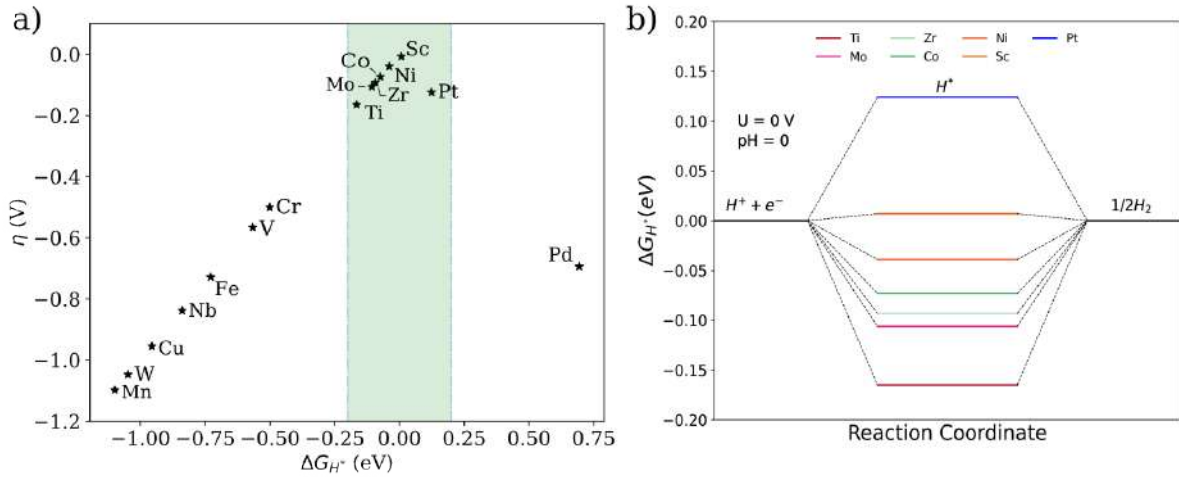 a)
η (V)
0.0
−0.2
−0.4
−0.6
−0.8
−1.0
−1.2
Sc
Co
Ni
Mo
Zr
Pt
Ti
Cr
V
Pd
Fe
Nb
Cu
W
Mn
−1.00 −0.75 −0.50 −0.25 0.00 0.25 0.50 0.75
ΔG_{H*} (eV)
b)
ΔG_{H*}(eV)
0.20
0.15
0.10
0.05
0.00
−0.05
−0.10
−0.15
−0.20
Ti Zr Ni Pt
Mo Co Sc
H*
U = 0 V
pH = 0
H⁺ + e⁻
1/2H₂
Reaction Coordinate